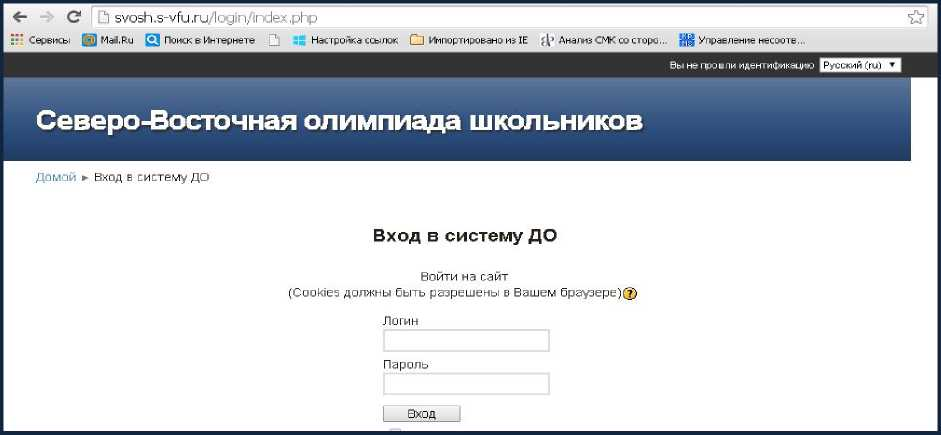 svosh.s-vfu.ru/login/index.php
Сервисы Mail.Ru Поиск в Интернете Настройка ссылок Импортировано из IE Анализ СМК со сторо... Управление несоотв...
Вы не прошли идентификацию Русский (ru)
Северо-Восточная олимпиада школьников
Домой ► Вход в систему ДО
Вход в систему ДО
Войти на сайт
(Cookies должны быть разрешены в Вашем браузере) ?
Логин
Пароль
Вход